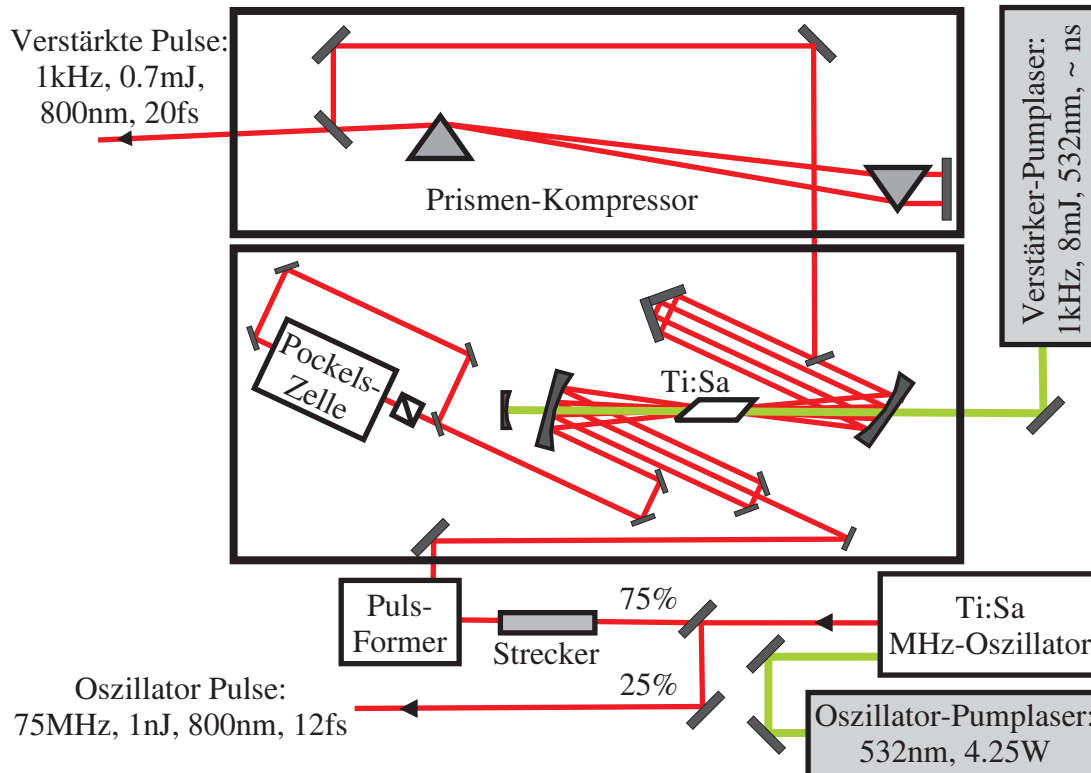 Verstärkte Pulse:
1kHz, 0.7mJ,
800nm, 20fs
Prismen-Kompressor
Verstärker-Pumplaser:
1kHz, 8mJ, 532nm, ~ ns
Pockels-
Zelle
Ti:Sa
Puls-
Former
Strecker
75%
25%
Ti:Sa
MHz-Oszillator
Oszillator Pulse:
75MHz, 1nJ, 800nm, 12fs
Oszillator-Pumplaser:
532nm, 4.25W